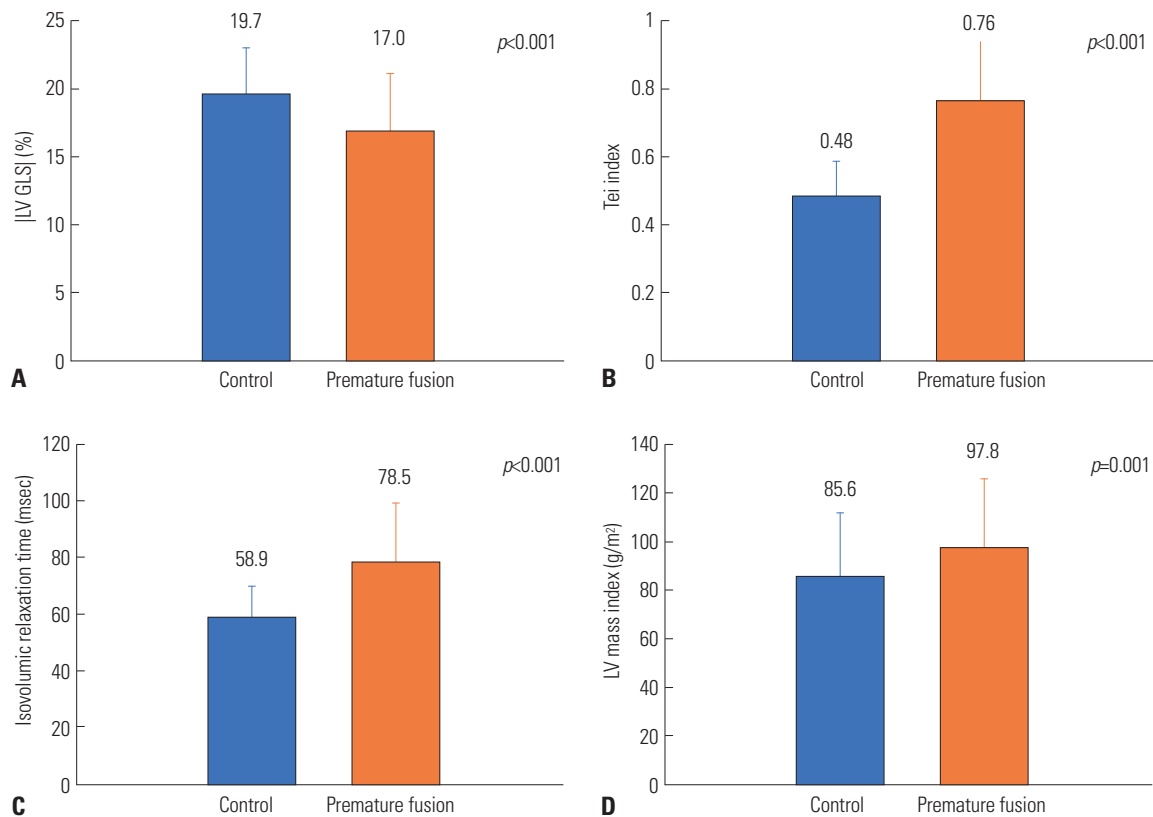 25
20
15
10
5
0
|LV GLS| (%)
19.7
17.0
p<0.001
Control
Premature fusion
A
1
0.8
0.6
0.4
0.2
0
Tei index
0.48
0.76
p<0.001
Control
Premature fusion
B
120
100
80
60
40
20
0
Isovolumic relaxation time (msec)
58.9
78.5
p<0.001
Control
Premature fusion
C
140
120
100
80
60
40
20
0
LV mass index (g/m²)
85.6
97.8
p=0.001
Control
Premature fusion
D